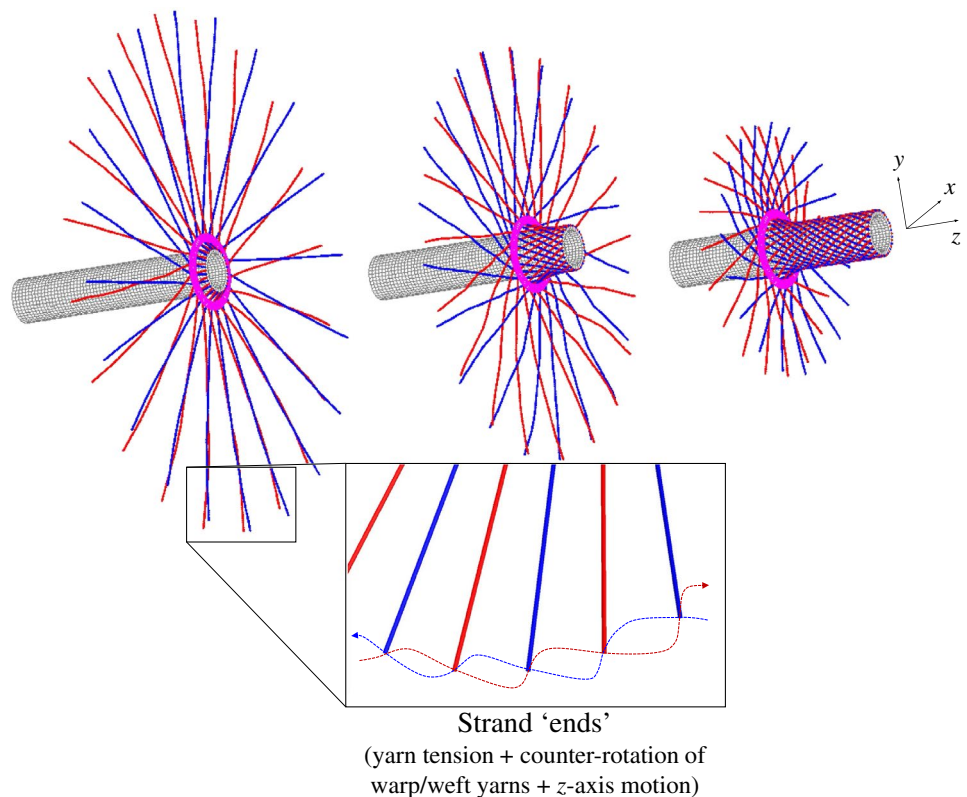 y
x
z
Strand ‘ends’
(yarn tension + counter-rotation of
warp/weft yarns + z-axis motion)